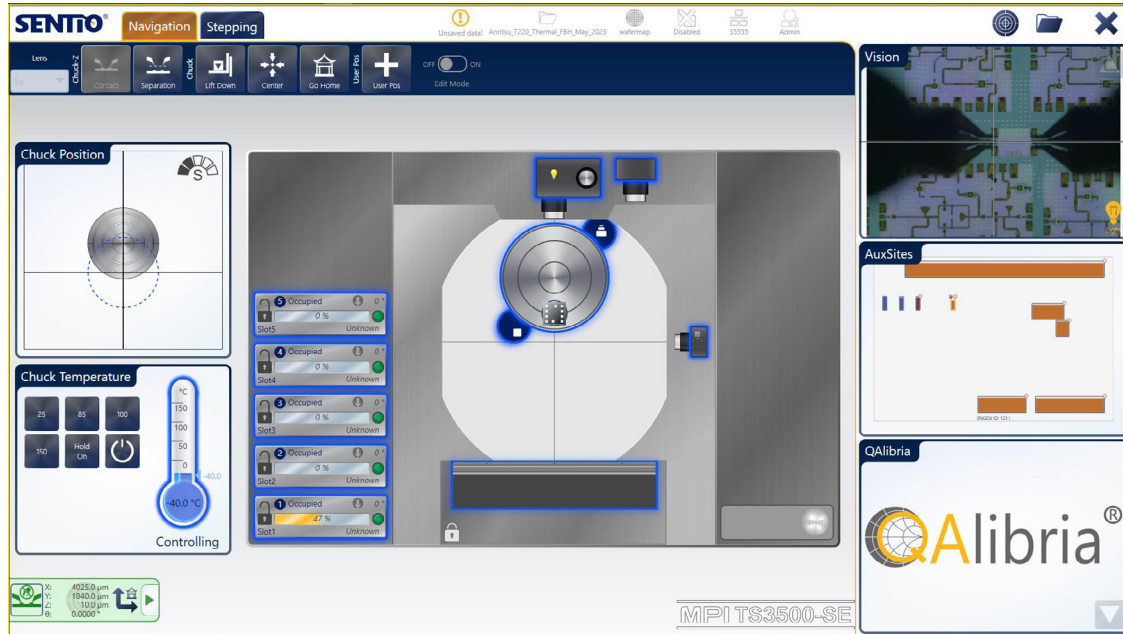 SENTIO®
Navigation
Stepping
Unsaved data!
Anritsu_T220_Thermal_FBH_May_2023
wafermap
Disabled
35555
Admin
Lens
5x
Chuck-Z
Contact
Separation
Chuck
Lift Down
Center
Go Home
User Pos
User Pos
OFF
ON
Edit Mode
Vision
Chuck Position
S
AuxSites
ENGEV ID: 123 |
5 Occupied 0 °
0 %
Slot5 Unknown
4 Occupied 0 °
0 %
Slot4 Unknown
3 Occupied 0 °
0 %
Slot3 Unknown
2 Occupied 0 °
0 %
Slot2 Unknown
1 Occupied 0 °
47 %
Slot1 Unknown
START
Chuck Temperature
25
85
100
150
Hold On
°C
150
100
50
0
-40.0
-40.0 °C
Controlling
QAlibria
QAlibria®
X: 4025.0 µm
Y: 1040.0 µm
Z: 10.0 µm
θ: 0.0000 °
MPI TS3500-SE